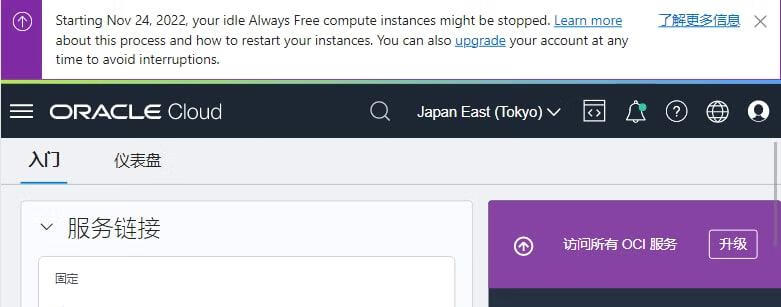 Starting Nov 24, 2022, your idle Always Free compute instances might be stopped. Learn more
about this process and how to restart your instances. You can also upgrade your account at any
time to avoid interruptions.
了解更多信息
ORACLE Cloud
Japan East (Tokyo)
入门
仪表盘
服务链接
固定
访问所有 OCI 服务
升级